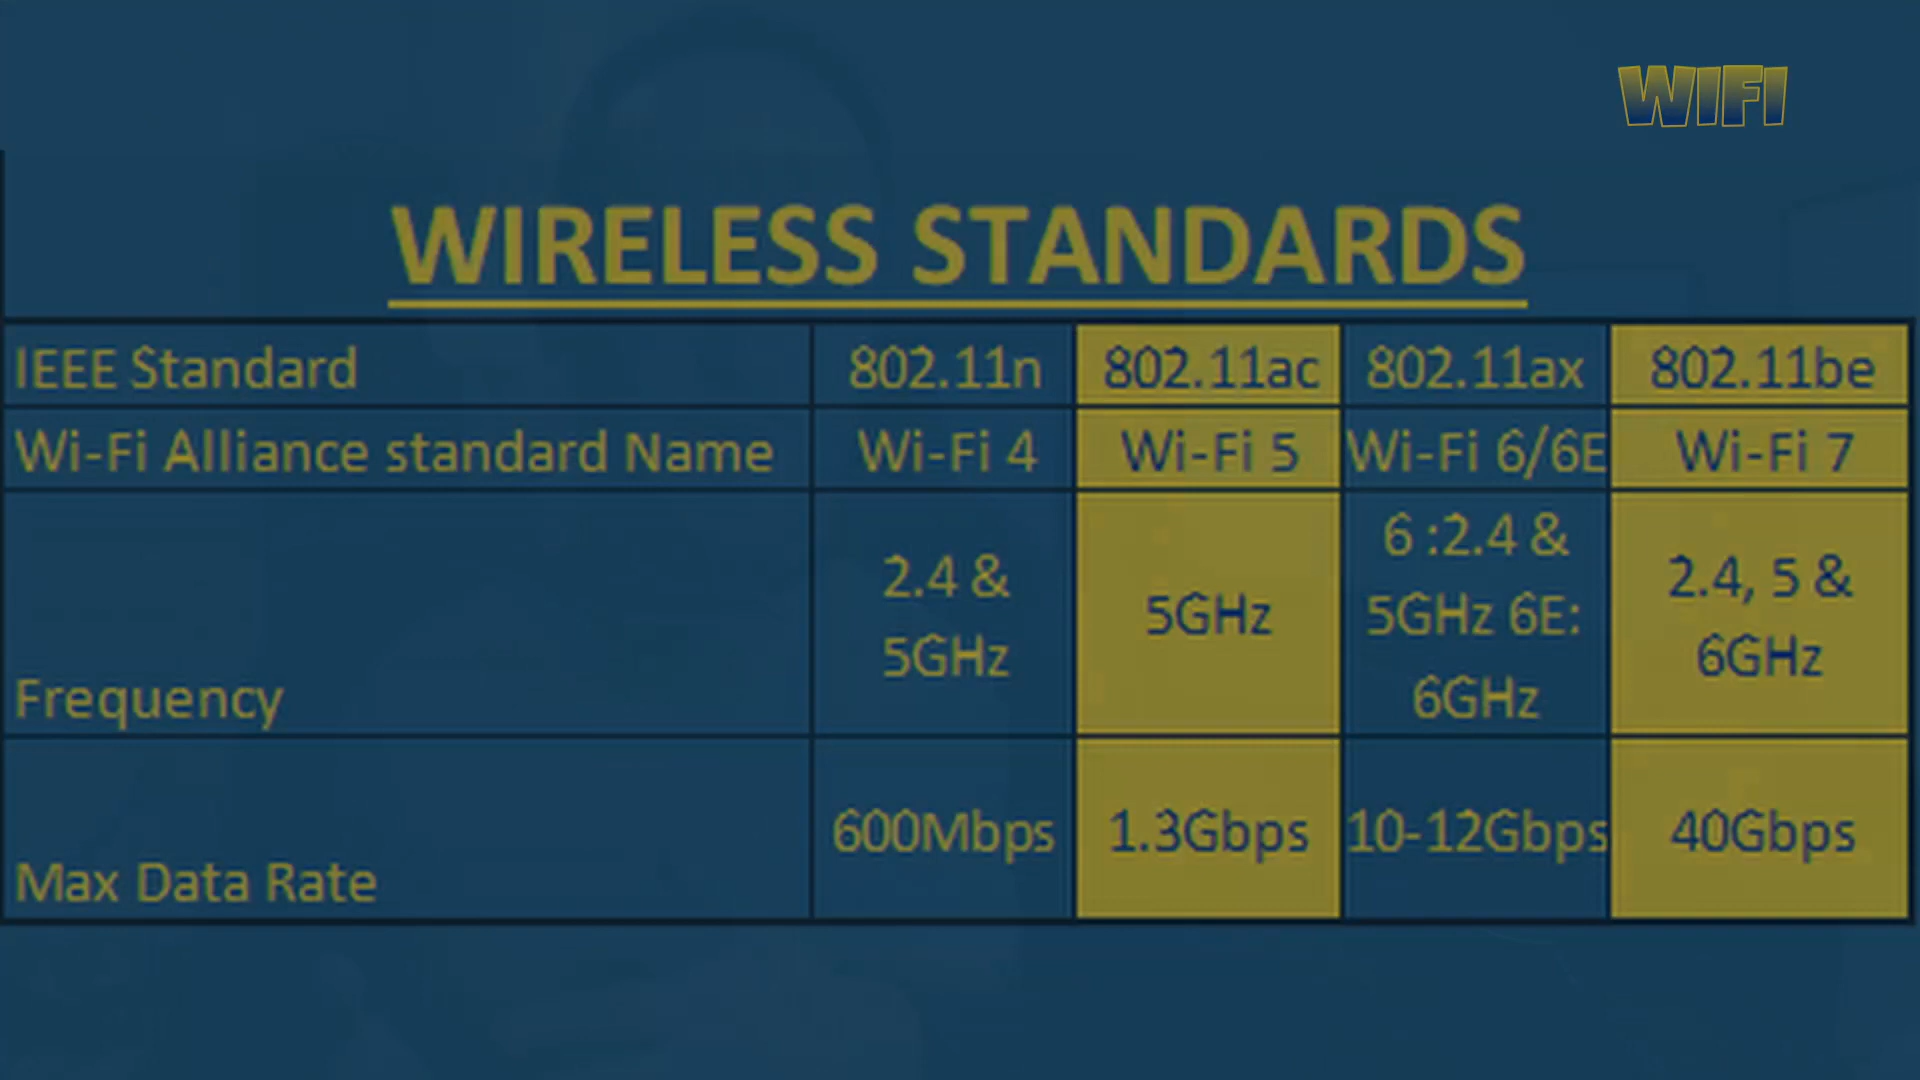 WIFI
WIRELESS STANDARDS
IEEE Standard 802.11n 802.11ac 802.11ax 802.11be
Wi-Fi Alliance standard Name Wi-Fi 4 Wi-Fi 5 Wi-Fi 6/6E Wi-Fi 7
Frequency
2.4 &
5GHz
5GHz
6 :2.4 &
5GHz 6E:
6GHz
2.4, 5 &
6GHz
Max Data Rate 600Mbps 1.3Gbps 10-12Gbps 40Gbps